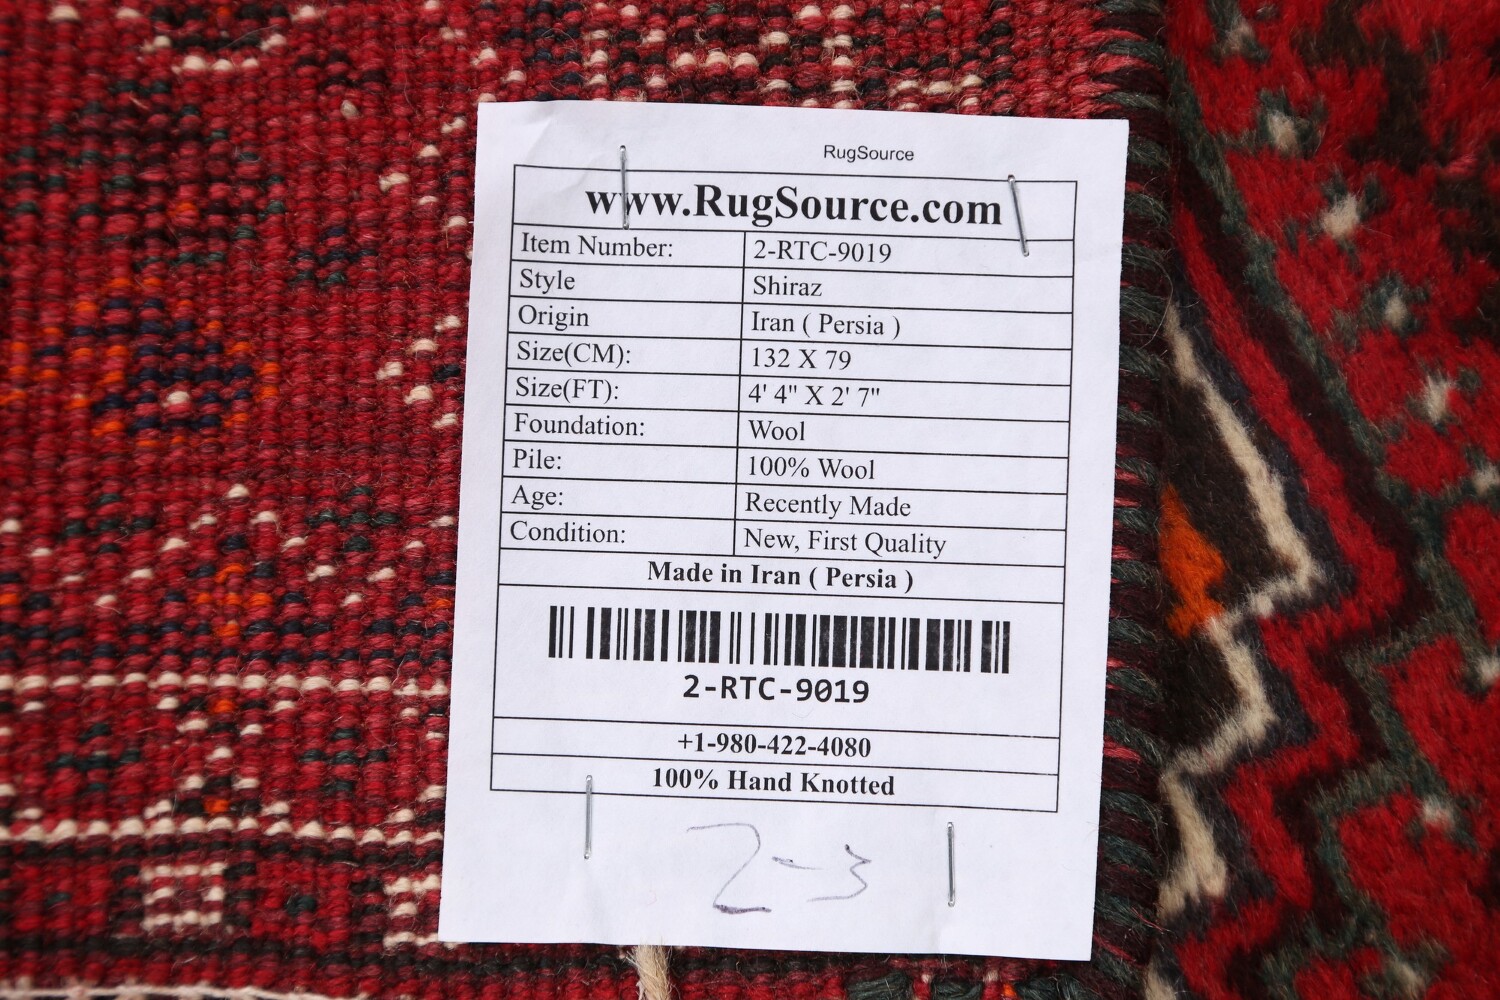 RugSource
www.RugSource.com
Item Number: 2-RTC-9019
Style Shiraz
Origin Iran ( Persia )
Size(CM): 132 X 79
Size(FT): 4' 4" X 2' 7"
Foundation: Wool
Pile: 100% Wool
Age: Recently Made
Condition: New, First Quality
Made in Iran ( Persia )
2-RTC-9019
+1-980-422-4080
100% Hand Knotted
2-3